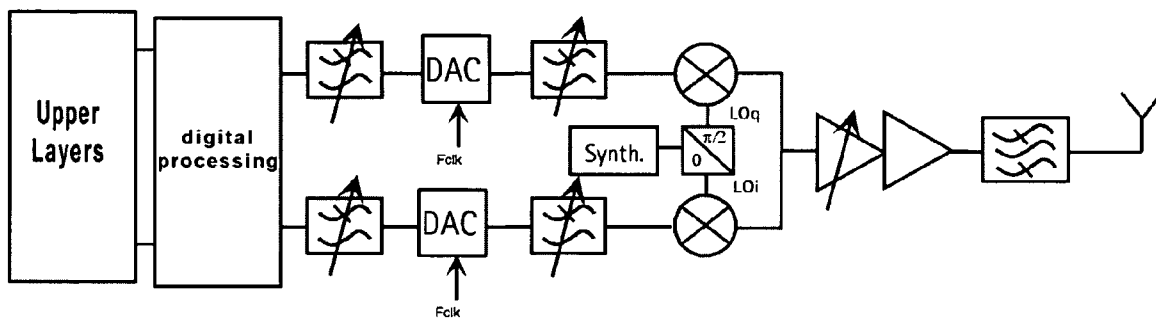 Upper
Layers
digital
processing
DAC
Fclk
LOq
Synth.
π/2
0
LOi
DAC
Fclk